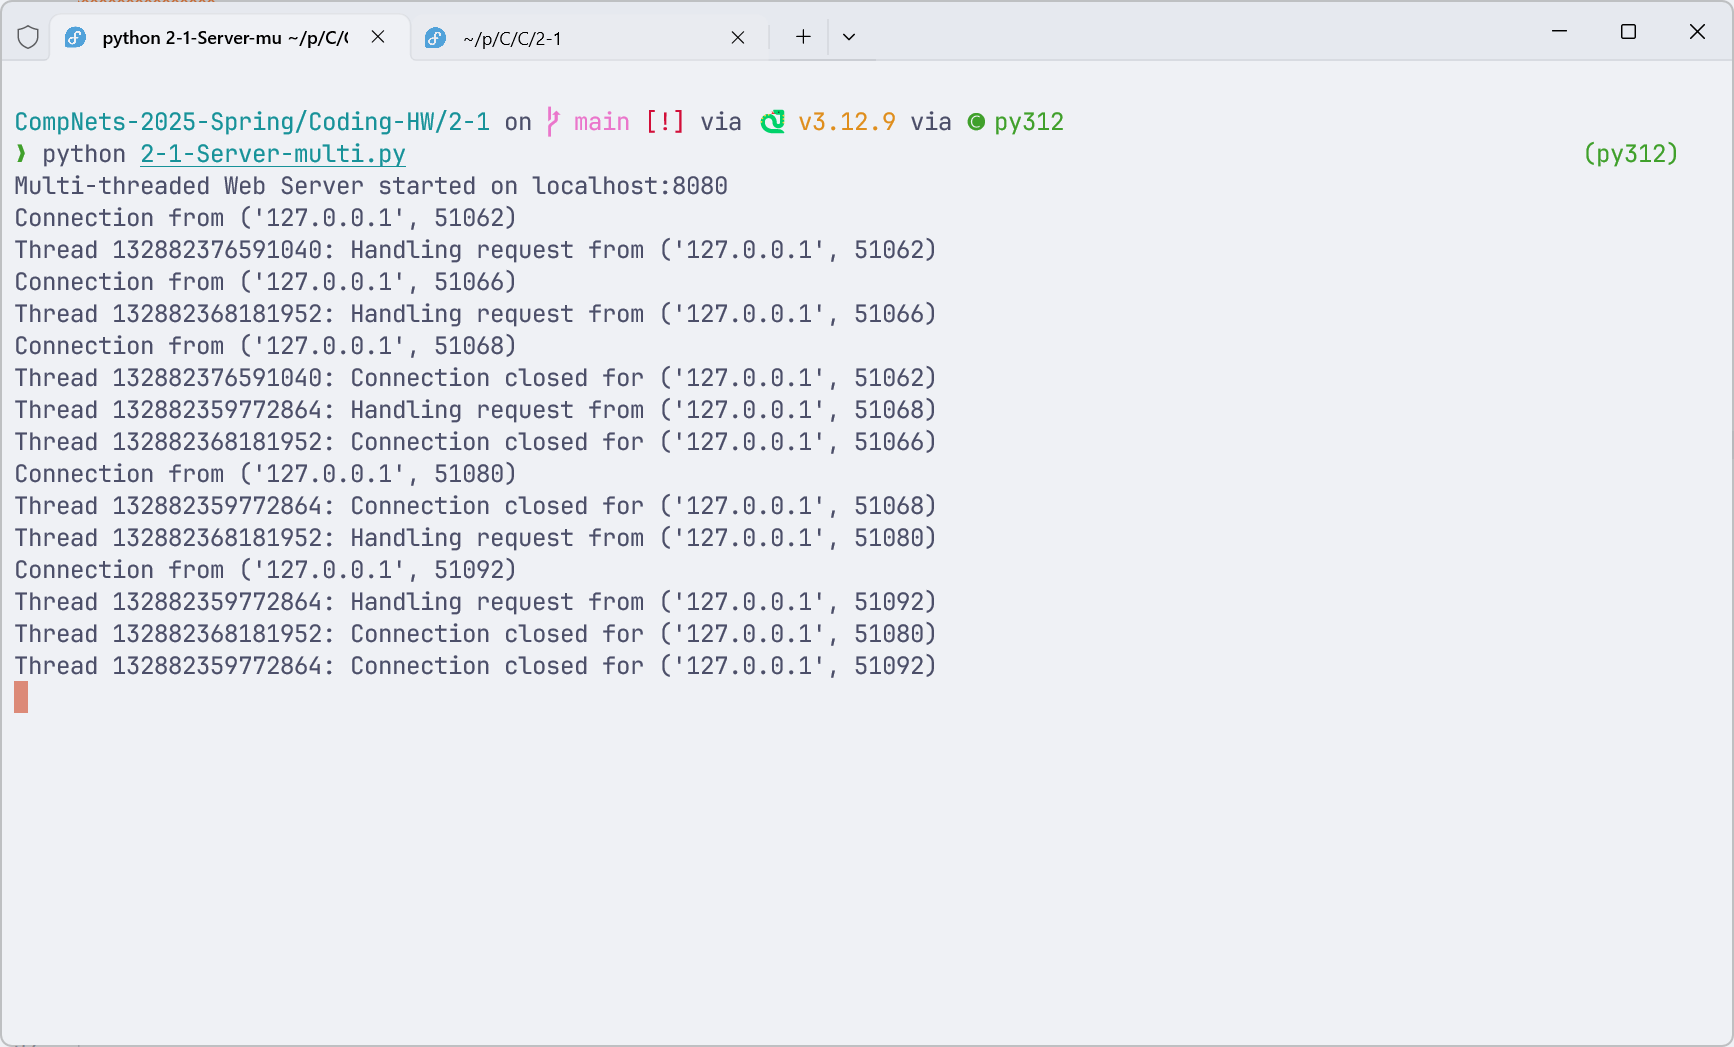 python 2-1-Server-mu ~/p/C/(
~/p/C/C/2-1
CompNets-2025-Spring/Coding-HW/2-1 on main [!] via v3.12.9 via py312
❯ python 2-1-Server-multi.py (py312)
Multi-threaded Web Server started on localhost:8080
Connection from ('127.0.0.1', 51062)
Thread 132882376591040: Handling request from ('127.0.0.1', 51062)
Connection from ('127.0.0.1', 51066)
Thread 132882368181952: Handling request from ('127.0.0.1', 51066)
Connection from ('127.0.0.1', 51068)
Thread 132882376591040: Connection closed for ('127.0.0.1', 51062)
Thread 132882359772864: Handling request from ('127.0.0.1', 51068)
Thread 132882368181952: Connection closed for ('127.0.0.1', 51066)
Connection from ('127.0.0.1', 51080)
Thread 132882359772864: Connection closed for ('127.0.0.1', 51068)
Thread 132882368181952: Handling request from ('127.0.0.1', 51080)
Connection from ('127.0.0.1', 51092)
Thread 132882359772864: Handling request from ('127.0.0.1', 51092)
Thread 132882368181952: Connection closed for ('127.0.0.1', 51080)
Thread 132882359772864: Connection closed for ('127.0.0.1', 51092)